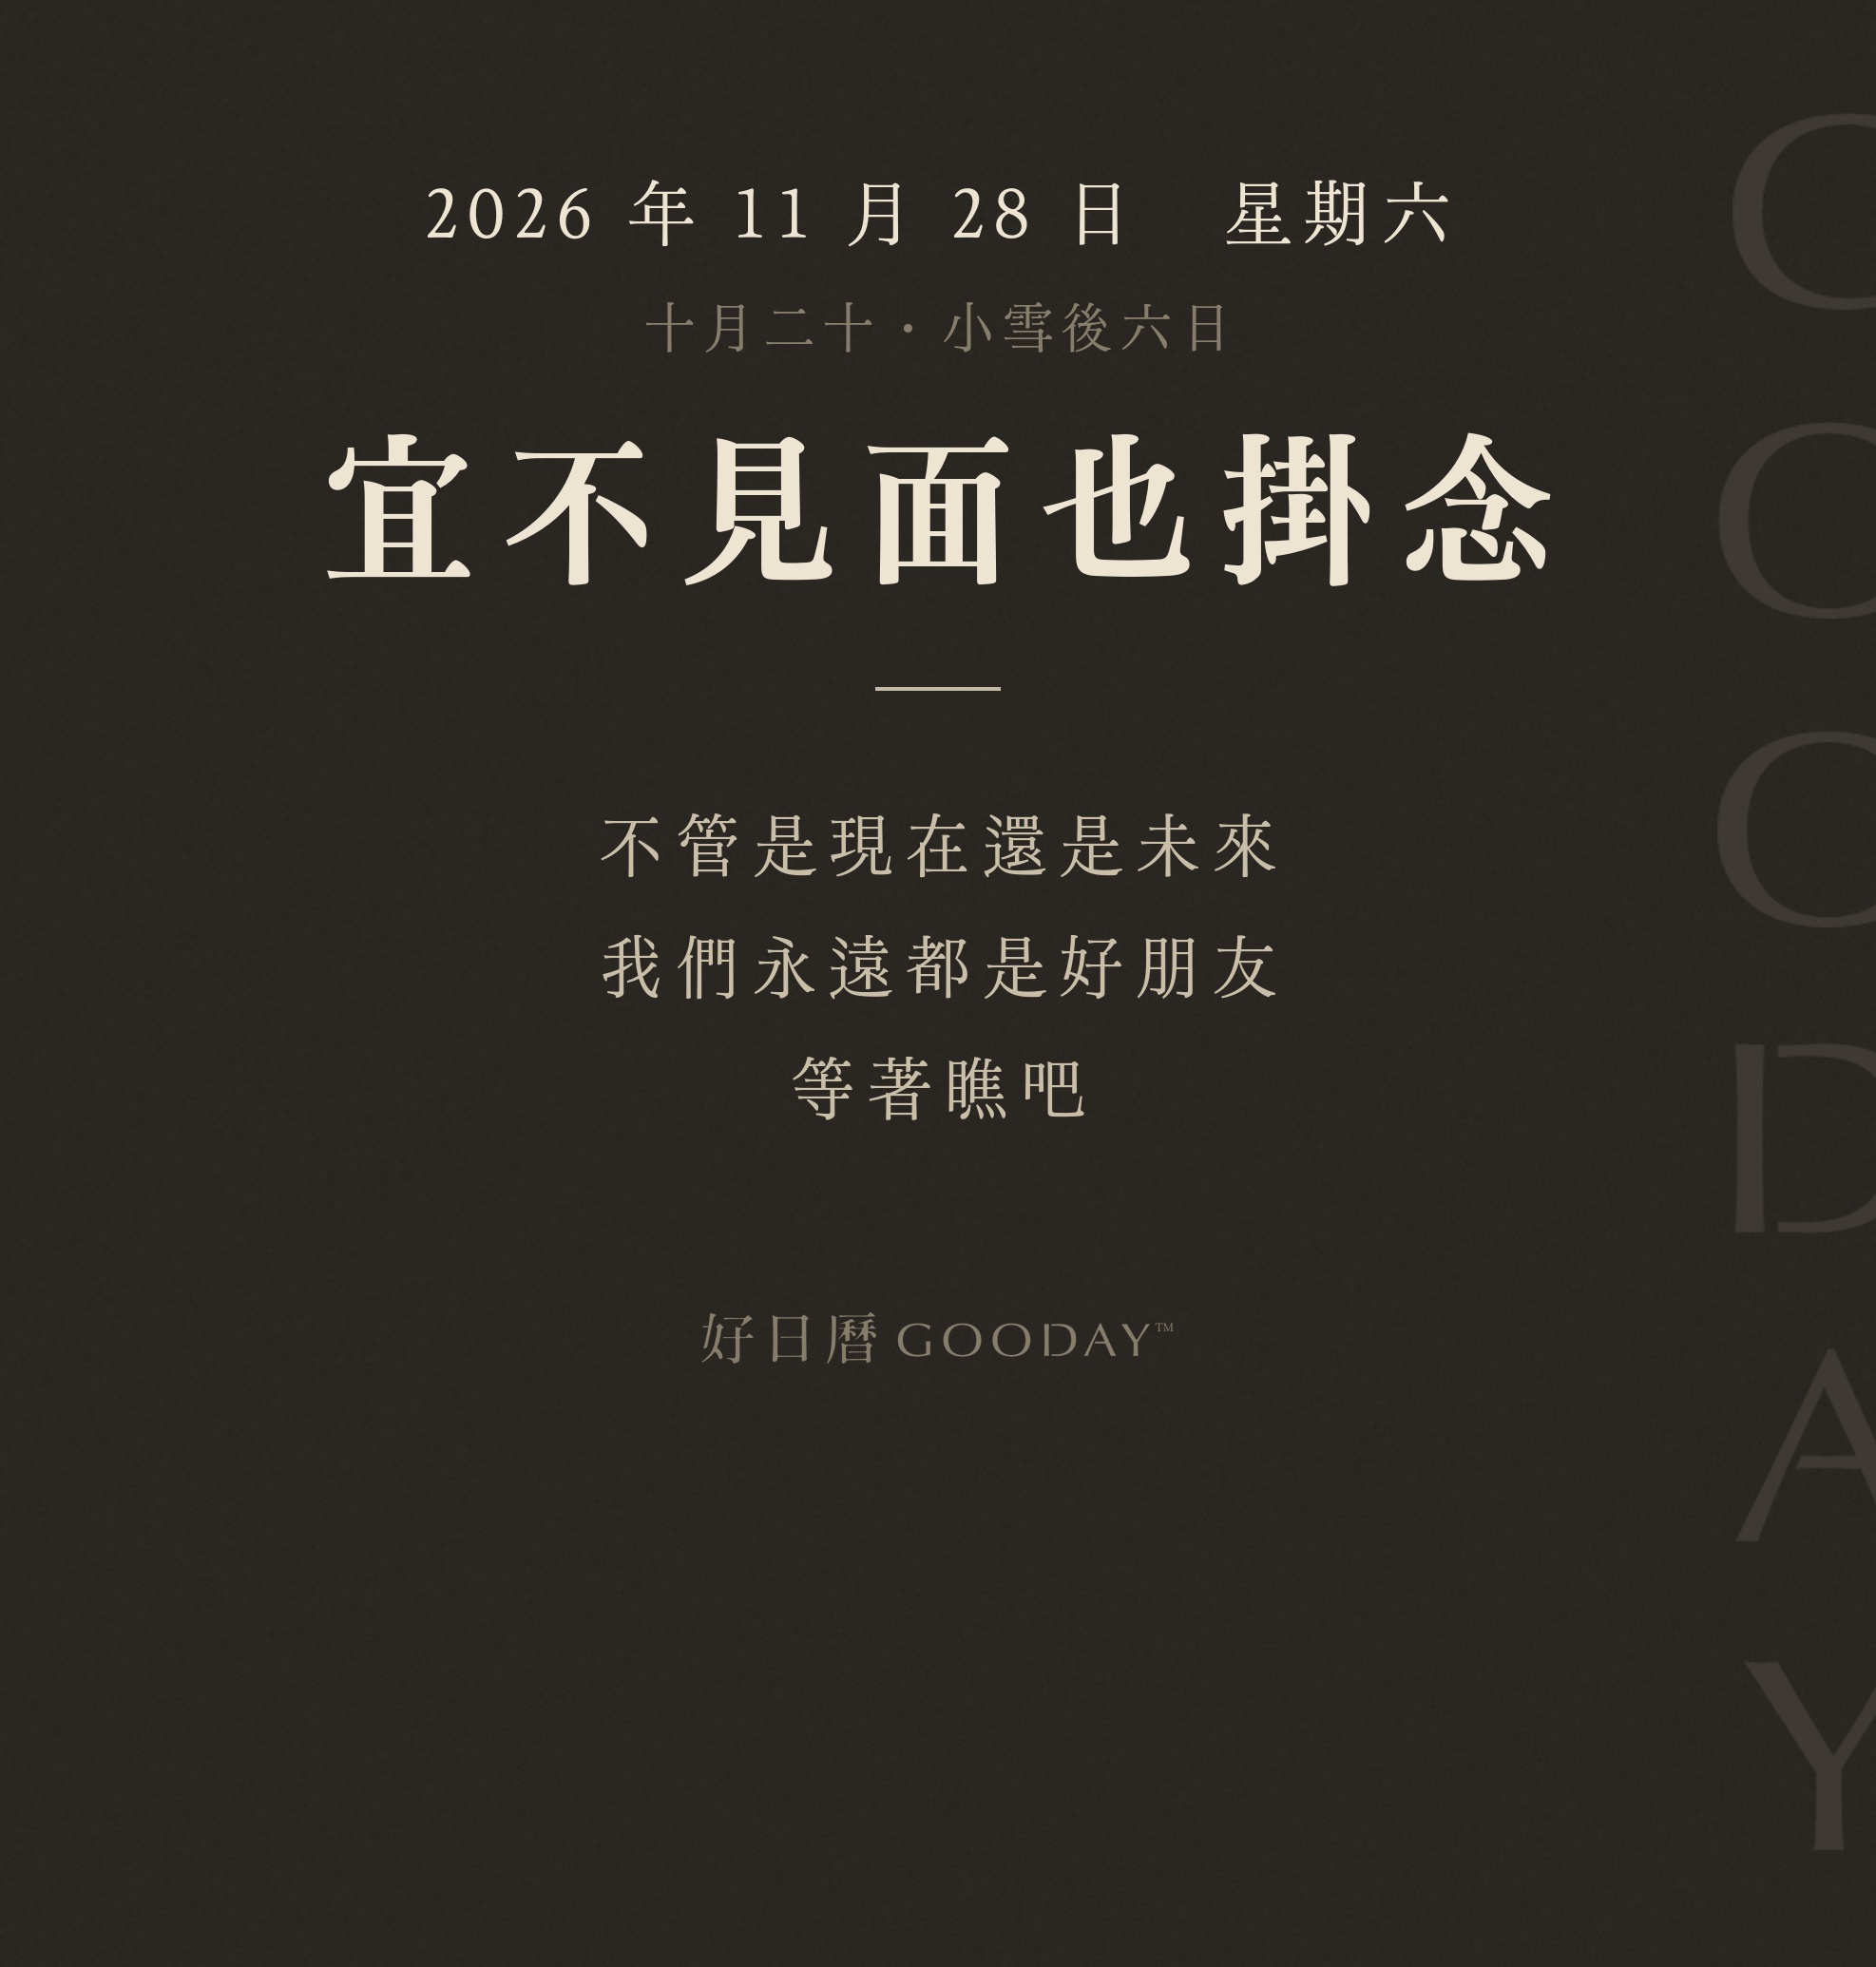 2026 年 11 月 28 日　星期六
十月二十・小雪後六日
宜不見面也掛念
不管是現在還是未來
我們永遠都是好朋友
等著瞧吧
好日曆 GOODAY™
GOODAY